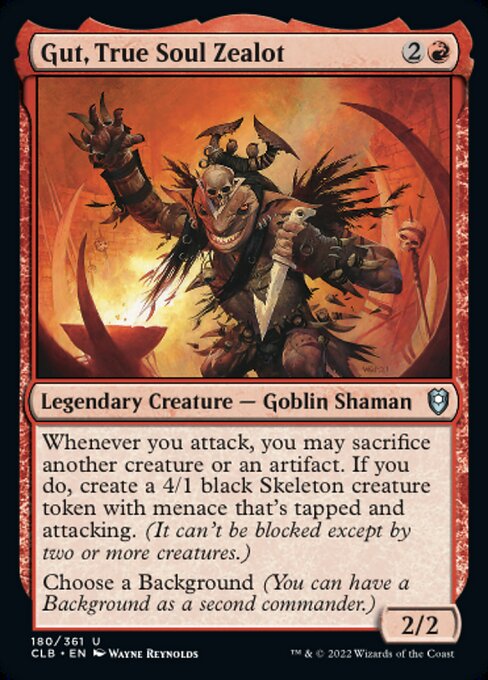 Gut, True Soul Zealot 2
Legendary Creature — Goblin Shaman
Whenever you attack, you may sacrifice
another creature or an artifact. If you
do, create a 4/1 black Skeleton creature
token with menace that's tapped and
attacking. (It can't be blocked except by
two or more creatures.)
Choose a Background (You can have a
Background as a second commander.)
2/2
180/361 U
CLB • EN Wayne Reynolds
™ & © 2022 Wizards of the Coast